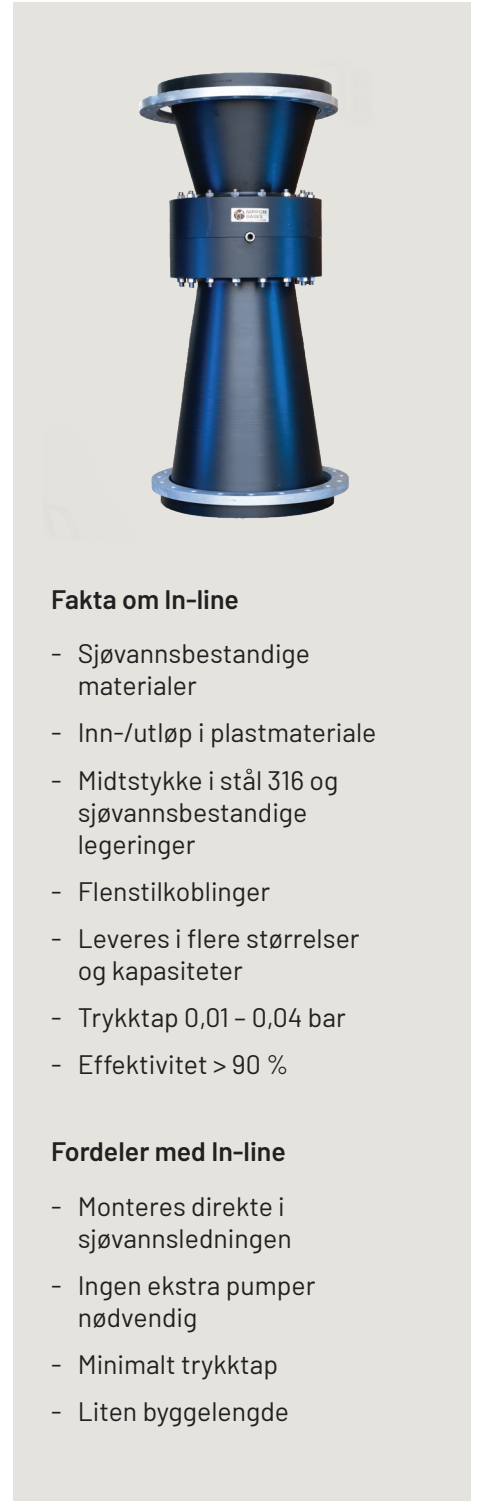 NIPPON
GASES
Fakta om In-line
- Sjøvannsbestandige
materialer
- Inn-/utløp i plastmateriale
- Midtstykke i stål 316 og
sjøvannsbestandige
legeringer
- Flenstilkoblinger
- Leveres i flere størrelser
og kapasiteter
- Trykktap 0,01 – 0,04 bar
- Effektivitet > 90 %
Fordeler med In-line
- Monteres direkte i
sjøvannsledningen
- Ingen ekstra pumper
nødvendig
- Minimalt trykktap
- Liten byggelengde